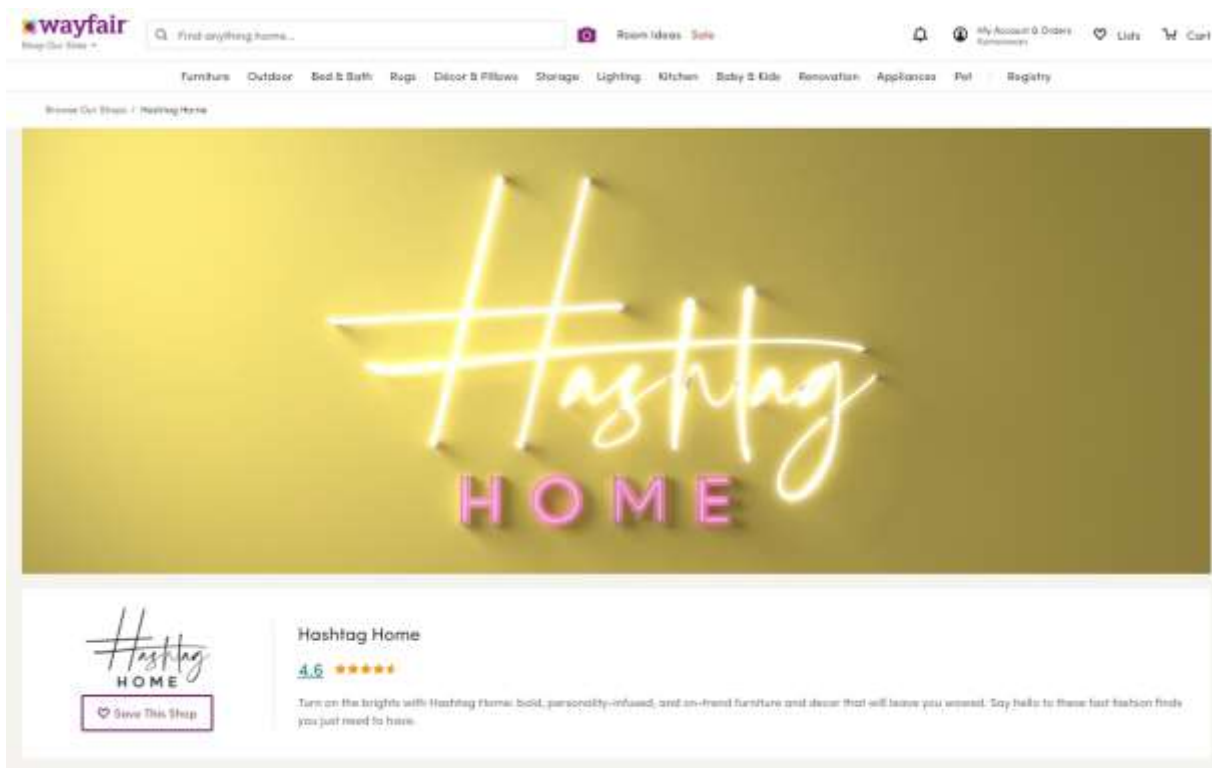 wayfair
Shop Our Sites
Find anything home...
Room Ideas Sale
My Account & Orders
Lists
Cart
Furniture Outdoor Bed & Bath Rugs Décor & Pillows Storage Lighting Kitchen Baby & Kids Renovation Appliances Pet Registry
Browse Our Shops / Hashtag Home
Hashtag
HOME
Hashtag
HOME
Save This Shop
Hashtag Home
4.6
Turn on the brights with Hashtag Home: bold, personality-infused, and on-trend furniture and decor that will leave you wowed. Say hello to these fast fashion finds
you just need to have.